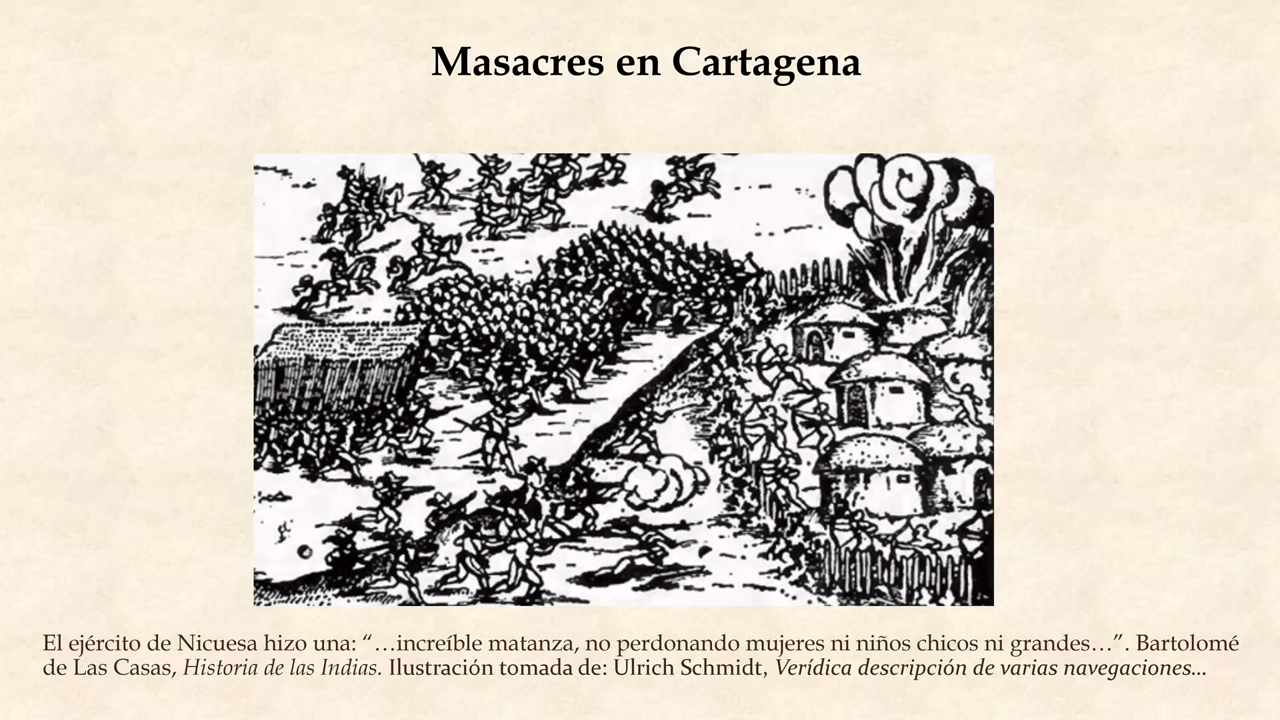 Masacres en Cartagena
El ejército de Nicuesa hizo una: “…increíble matanza, no perdonando mujeres ni niños chicos ni grandes…”. Bartolomé
de Las Casas, Historia de las Indias. Ilustración tomada de: Ulrich Schmidt, Verídica descripción de varias navegaciones...